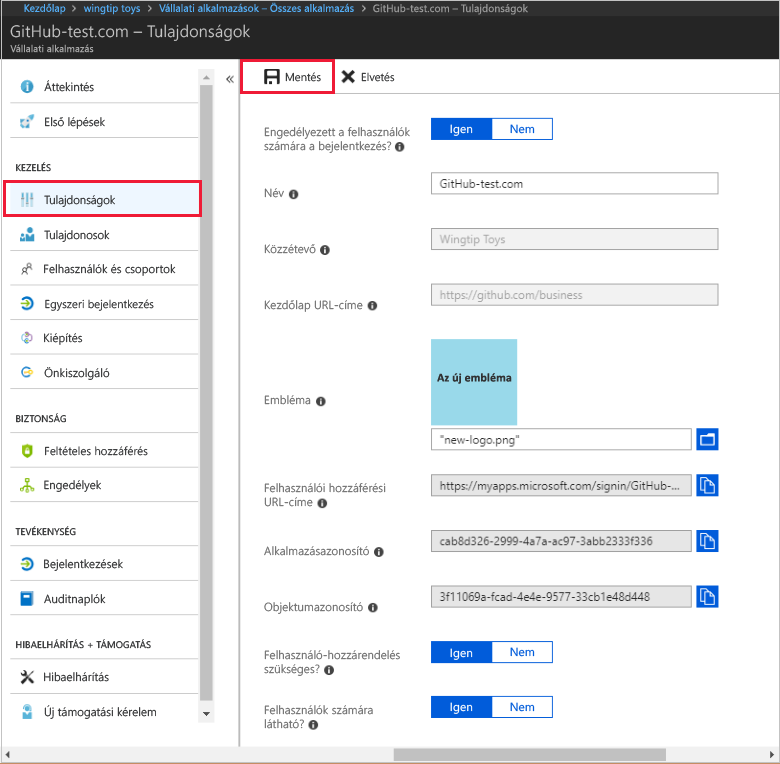 Kezdőlap > wingtip toys > Vállalati alkalmazások – Összes alkalmazás > GitHub-test.com – Tulajdonságok
GitHub-test.com – Tulajdonságok
Vállalati alkalmazás
Áttekintés
Első lépések
KEZELÉS
Tulajdonságok
Tulajdonosok
Felhasználók és csoportok
Egyszeri bejelentkezés
Kiépítés
Önkiszolgáló
BIZTONSÁG
Feltételes hozzáférés
Engedélyek
TEVÉKENYSÉG
Bejelentkezések
Auditnaplók
HIBAELHÁRÍTÁS + TÁMOGATÁS
Hibaelhárítás
Új támogatási kérelem
«
Mentés Elvetés
Engedélyezett a felhasználók
számára a bejelentkezés?
Igen Nem
Név
GitHub-test.com
Közzétevő
Wingtip Toys
Kezdőlap URL-címe
https://github.com/business
Embléma
Az új embléma
"new-logo.png"
Felhasználói hozzáférési
URL-címe
https://myapps.microsoft.com/signin/GitHub-...
Alkalmazásazonosító
cab8d326-2999-4a7a-ac97-3abb2333f336
Objektumazonosító
3f11069a-fcad-4e4e-9577-33cb1e48d448
Felhasználó-hozzárendelés
szükséges?
Igen Nem
Felhasználók számára
látható?
Igen Nem